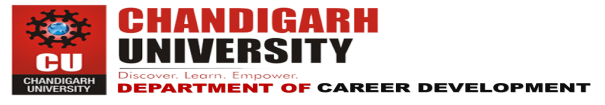 CU
CHANDIGARH
UNIVERSITY
CHANDIGARH
UNIVERSITY
Discover. Learn. Empower.
DEPARTMENT OF CAREER DEVELOPMENT